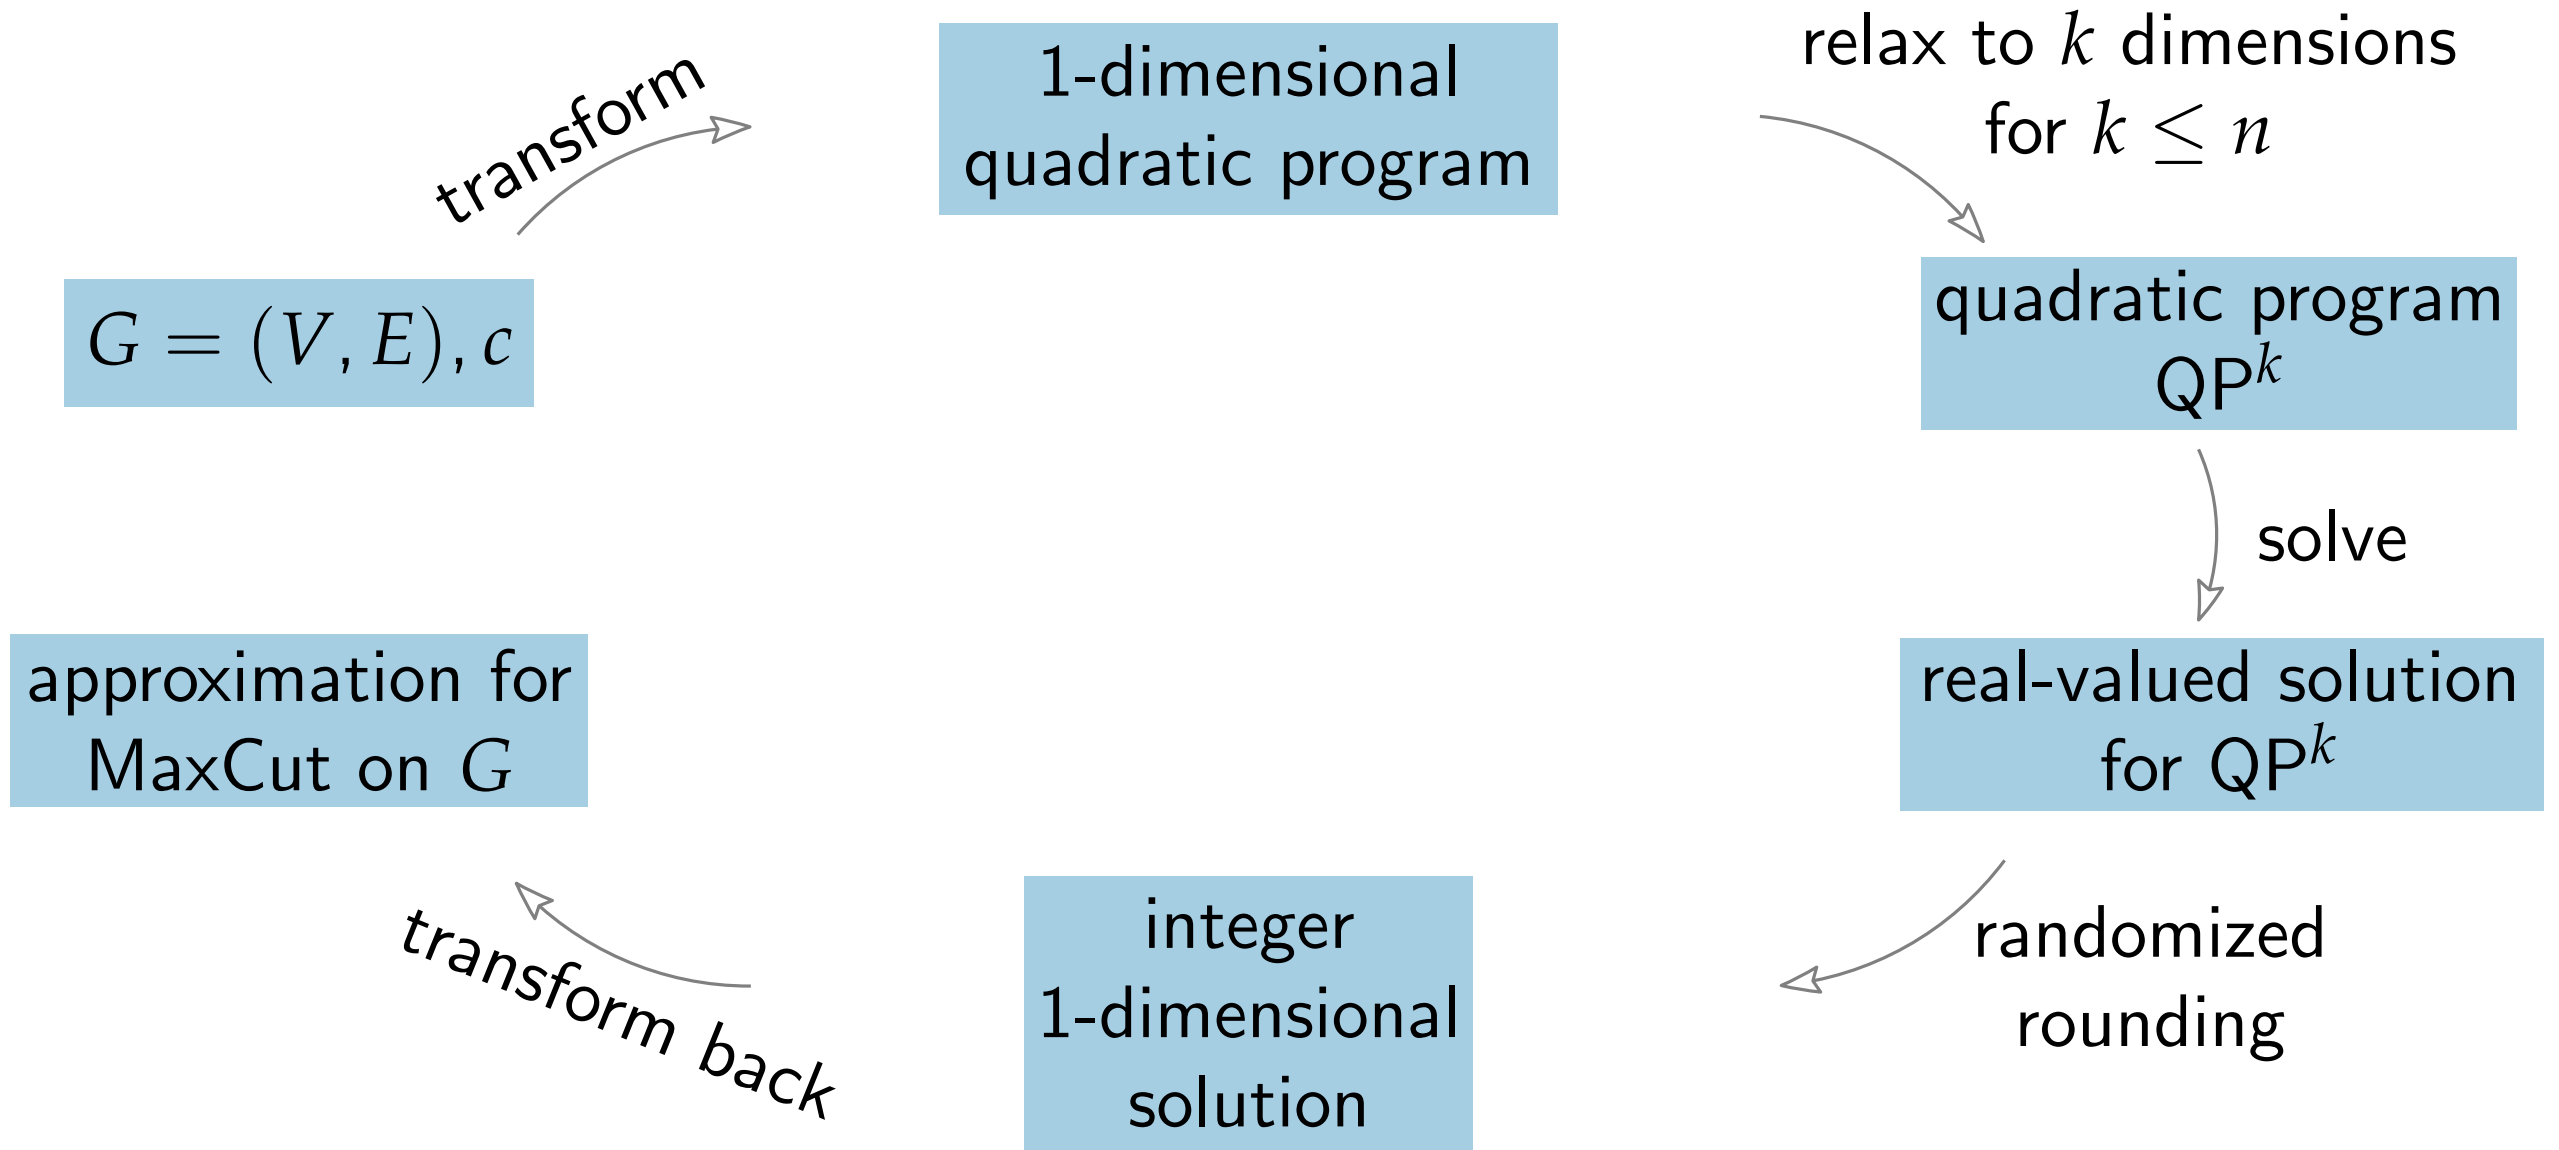 transform
1-dimensional
quadratic program
relax to k dimensions
for k ≤ n
G = (V, E), c
quadratic program
QP^k
solve
approximation for
MaxCut on G
real-valued solution
for QP^k
transform back
integer
1-dimensional
solution
randomized
rounding